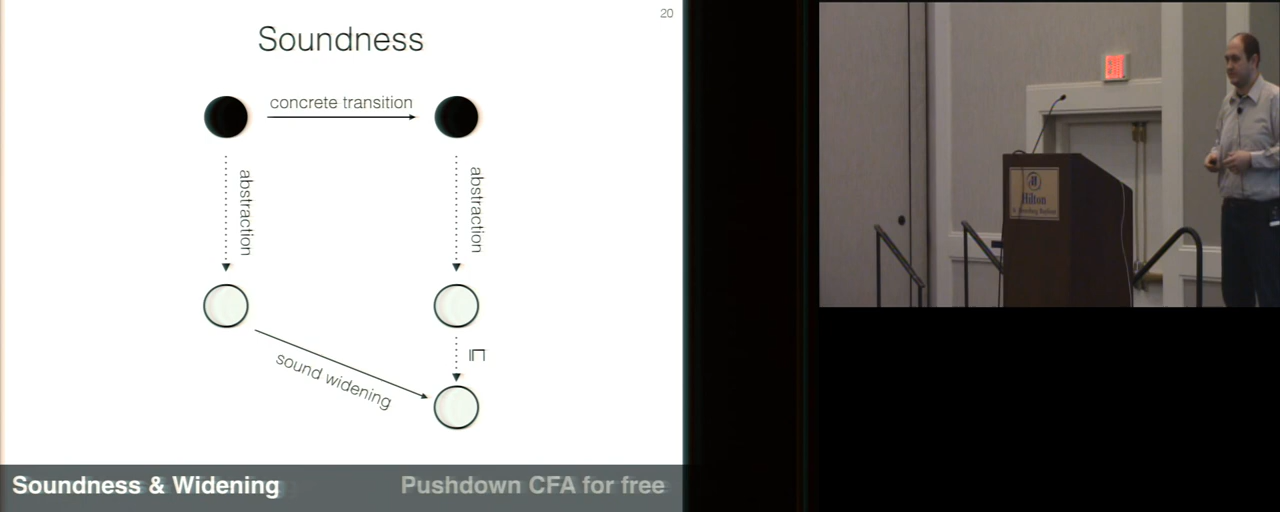 20
Soundness
concrete transition
abstraction
abstraction
sound widening
⊑
Soundness & Widening
Pushdown CFA for free
Hilton